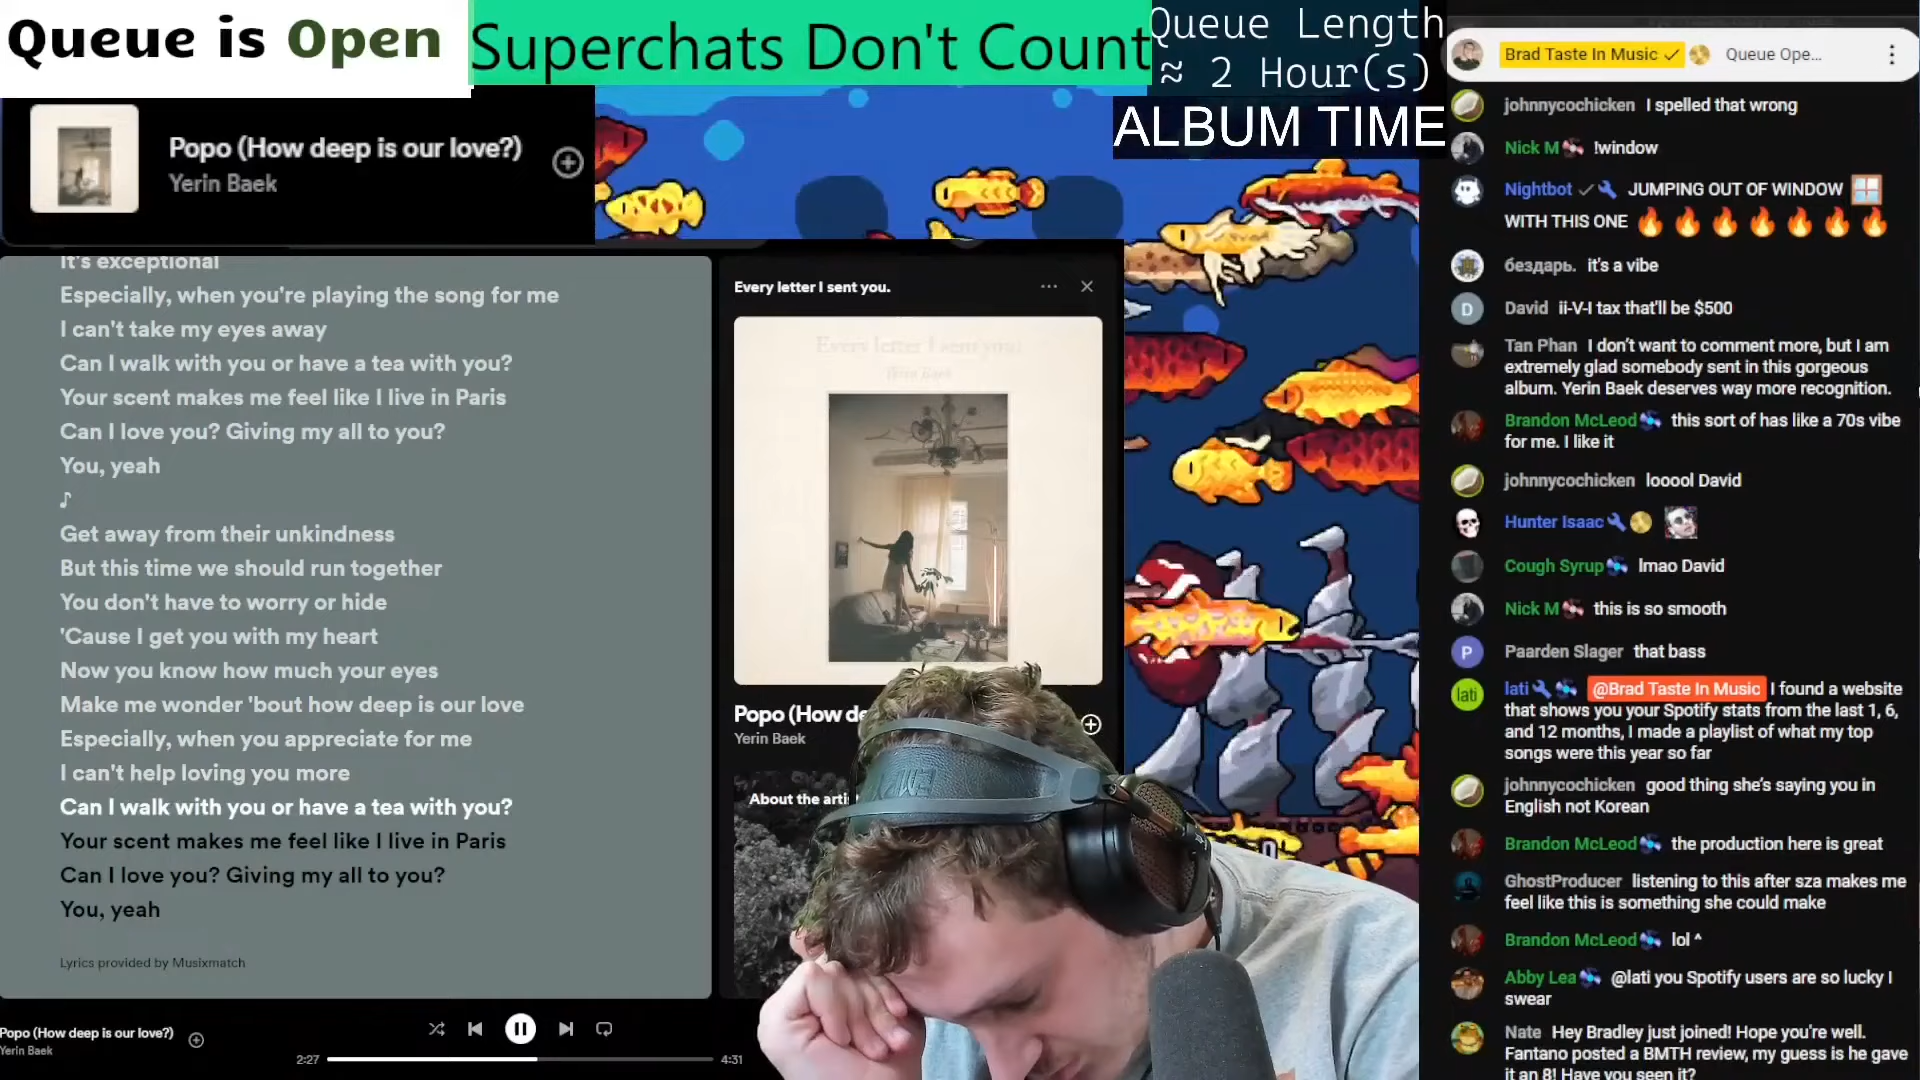 Queue is Open
Superchats Don't Count
Queue Length
≈ 2 Hour(s)
ALBUM TIME
Popo (How deep is our love?)
Yerin Baek
It's exceptional
Especially, when you're playing the song for me
I can't take my eyes away
Can I walk with you or have a tea with you?
Your scent makes me feel like I live in Paris
Can I love you? Giving my all to you?
You, yeah
♪
Get away from their unkindness
But this time we should run together
You don't have to worry or hide
'Cause I get you with my heart
Now you know how much your eyes
Make me wonder 'bout how deep is our love
Especially, when you appreciate for me
I can't help loving you more
Can I walk with you or have a tea with you?
Your scent makes me feel like I live in Paris
Can I love you? Giving my all to you?
You, yeah
Lyrics provided by Musixmatch
Every letter I sent you.
Every letter I sent you.
Yerin Baek
Popo (How de
Yerin Baek
About the arti
Popo (How deep is our love?)
Yerin Baek
2:27
4:31
Brad Taste In Music Queue Ope...
johnnycochicken I spelled that wrong
Nick M !window
Nightbot JUMPING OUT OF WINDOW
WITH THIS ONE
бездарь. it's a vibe
D David ii-V-I tax that'll be $500
Tan Phan I don't want to comment more, but I am
extremely glad somebody sent in this gorgeous
album. Yerin Baek deserves way more recognition.
Brandon McLeod this sort of has like a 70s vibe
for me. I like it
johnnycochicken looool David
Hunter Isaac
Cough Syrup lmao David
Nick M this is so smooth
P Paarden Slager that bass
lati lati @Brad Taste In Music I found a website
that shows you your Spotify stats from the last 1, 6,
and 12 months, I made a playlist of what my top
songs were this year so far
johnnycochicken good thing she's saying you in
English not Korean
Brandon McLeod the production here is great
GhostProducer listening to this after sza makes me
feel like this is something she could make
Brandon McLeod lol ^
Abby Lea @lati you Spotify users are so lucky I
swear
Nate Hey Bradley just joined! Hope you're well.
Fantano posted a BMTH review, my guess is he gave
it an 8! Have you seen it?